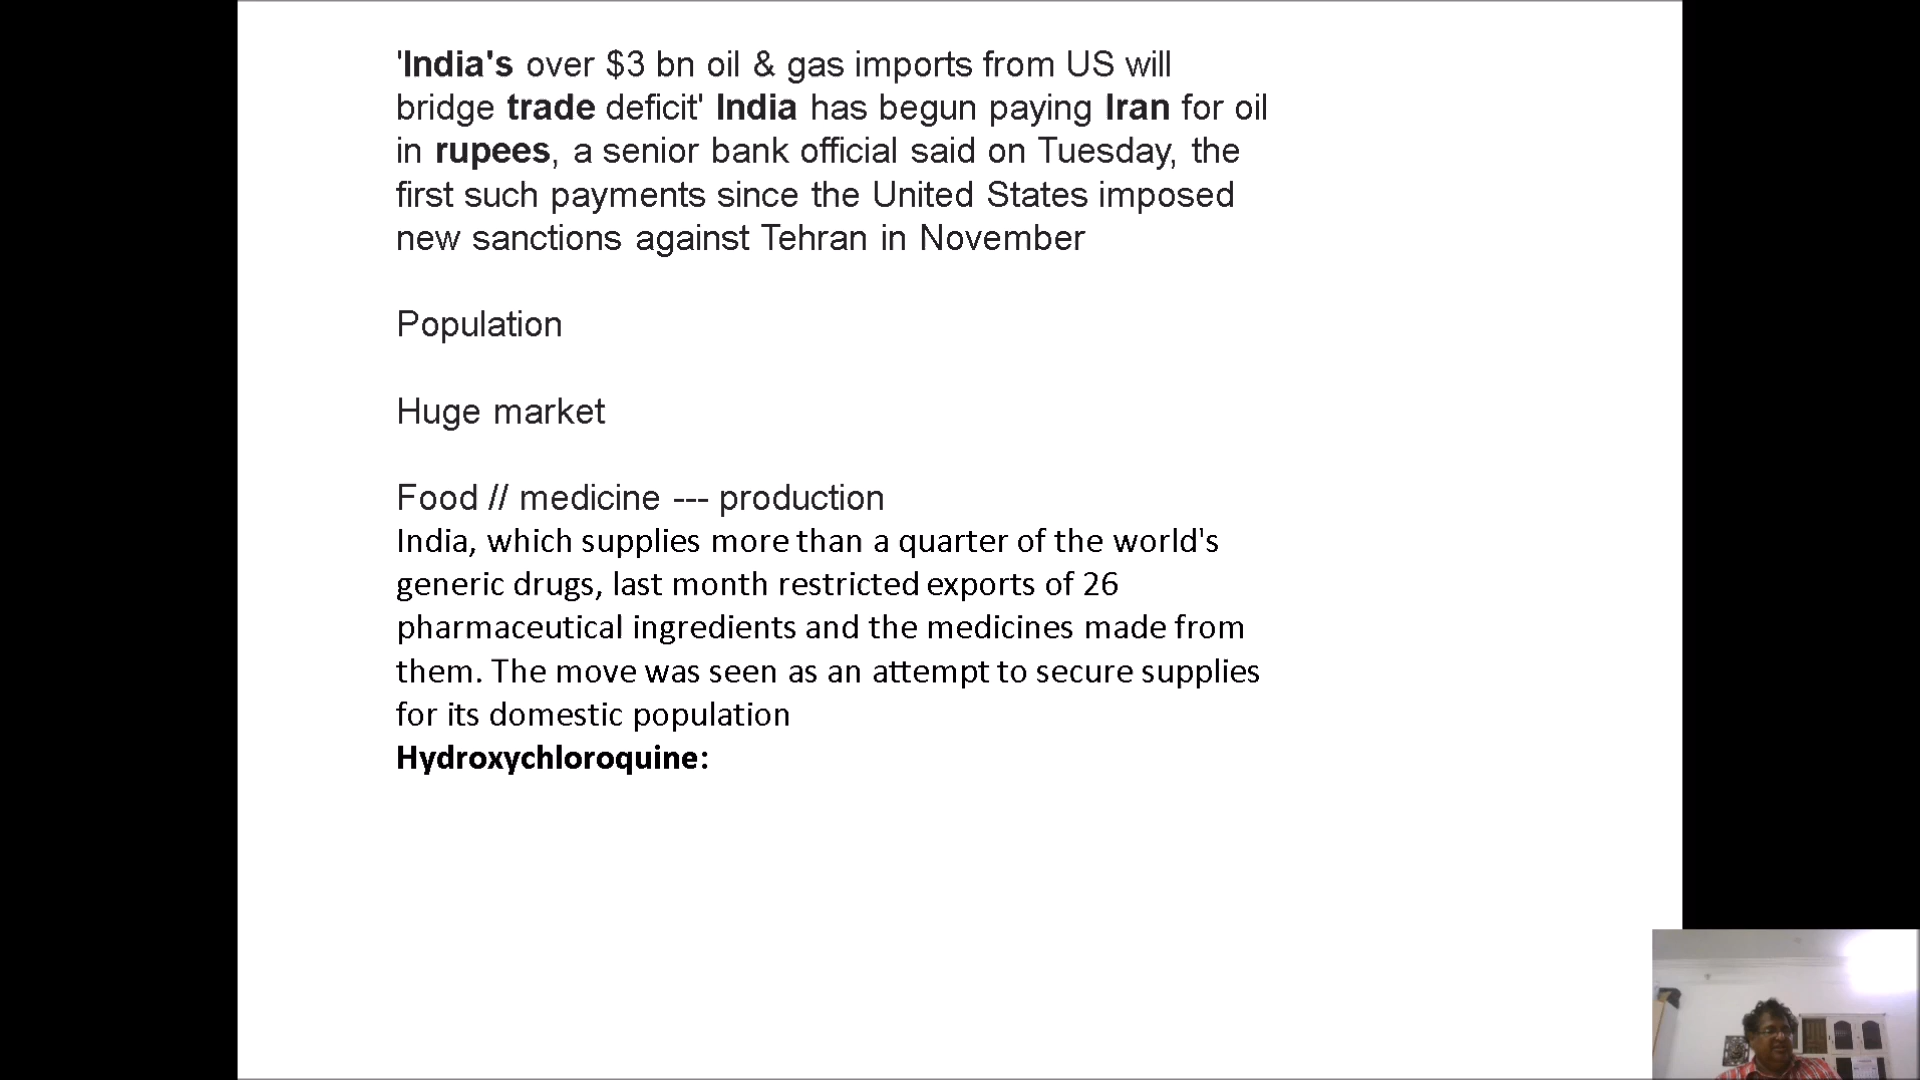 'India's over $3 bn oil & gas imports from US will
bridge trade deficit' India has begun paying Iran for oil
in rupees, a senior bank official said on Tuesday, the
first such payments since the United States imposed
new sanctions against Tehran in November
Population
Huge market
Food // medicine --- production
India, which supplies more than a quarter of the world's
generic drugs, last month restricted exports of 26
pharmaceutical ingredients and the medicines made from
them. The move was seen as an attempt to secure supplies
for its domestic population
Hydroxychloroquine: